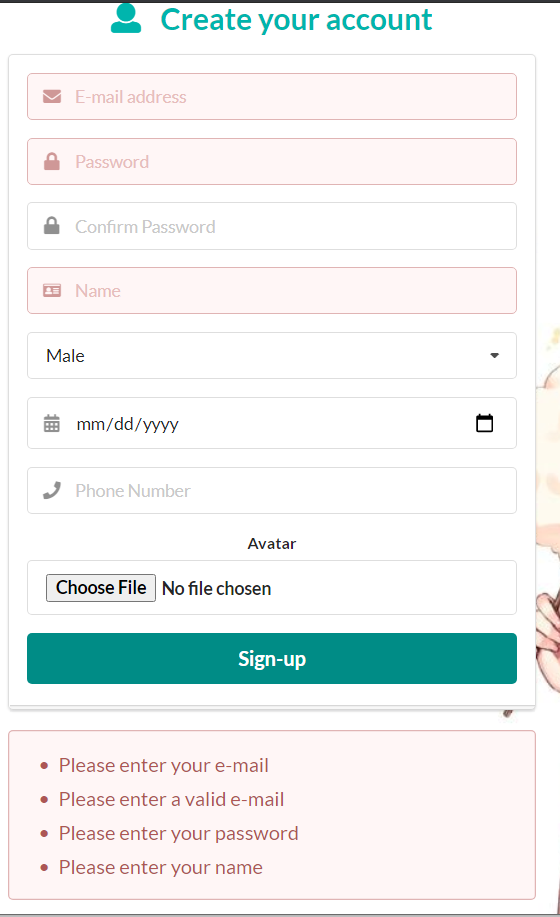 Create your account
E-mail address
Password
Confirm Password
Name
Male
mm/dd/yyyy
Phone Number
Avatar
Choose File No file chosen
Sign-up
Please enter your e-mail
Please enter a valid e-mail
Please enter your password
Please enter your name